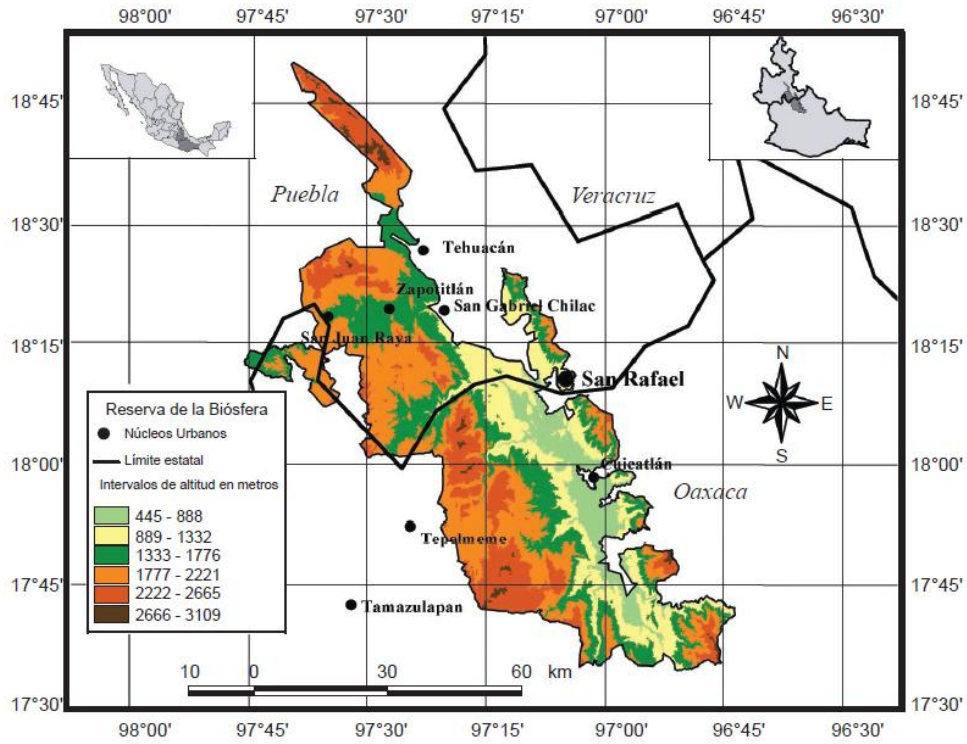 98°00' 97°45' 97°30' 97°15' 97°00' 96°45' 96°30'
18°45' 18°45'
Puebla Veracruz
18°30' 18°30'
Tehuacán
Zapotitlán
San Gabriel Chilac
San Juan Raya
18°15' 18°15'
San Rafael
N
W E
S
Reserva de la Biósfera
Núcleos Urbanos
Límite estatal
Intervalos de altitud en metros
445 - 888
889 - 1332
1333 - 1776
1777 - 2221
2222 - 2665
2666 - 3109
18°00' 18°00'
Cuicatlán
Oaxaca
Tepelmeme
17°45' 17°45'
Tamazulapan
10 0 30 60 km
17°30' 17°30'
98°00' 97°45' 97°30' 97°15' 97°00' 96°45' 96°30'